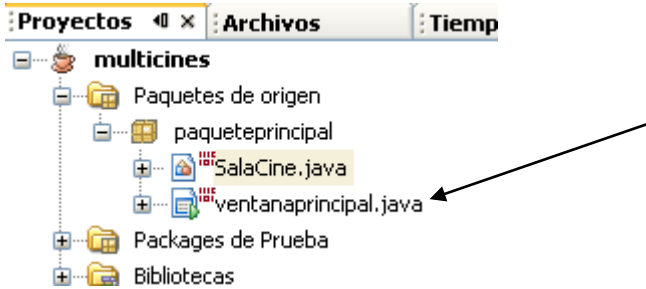 Proyectos Archivos Tiemp
multicines
Paquetes de origen
paqueteprincipal
SalaCine.java
ventanaprincipal.java
Packages de Prueba
Bibliotecas